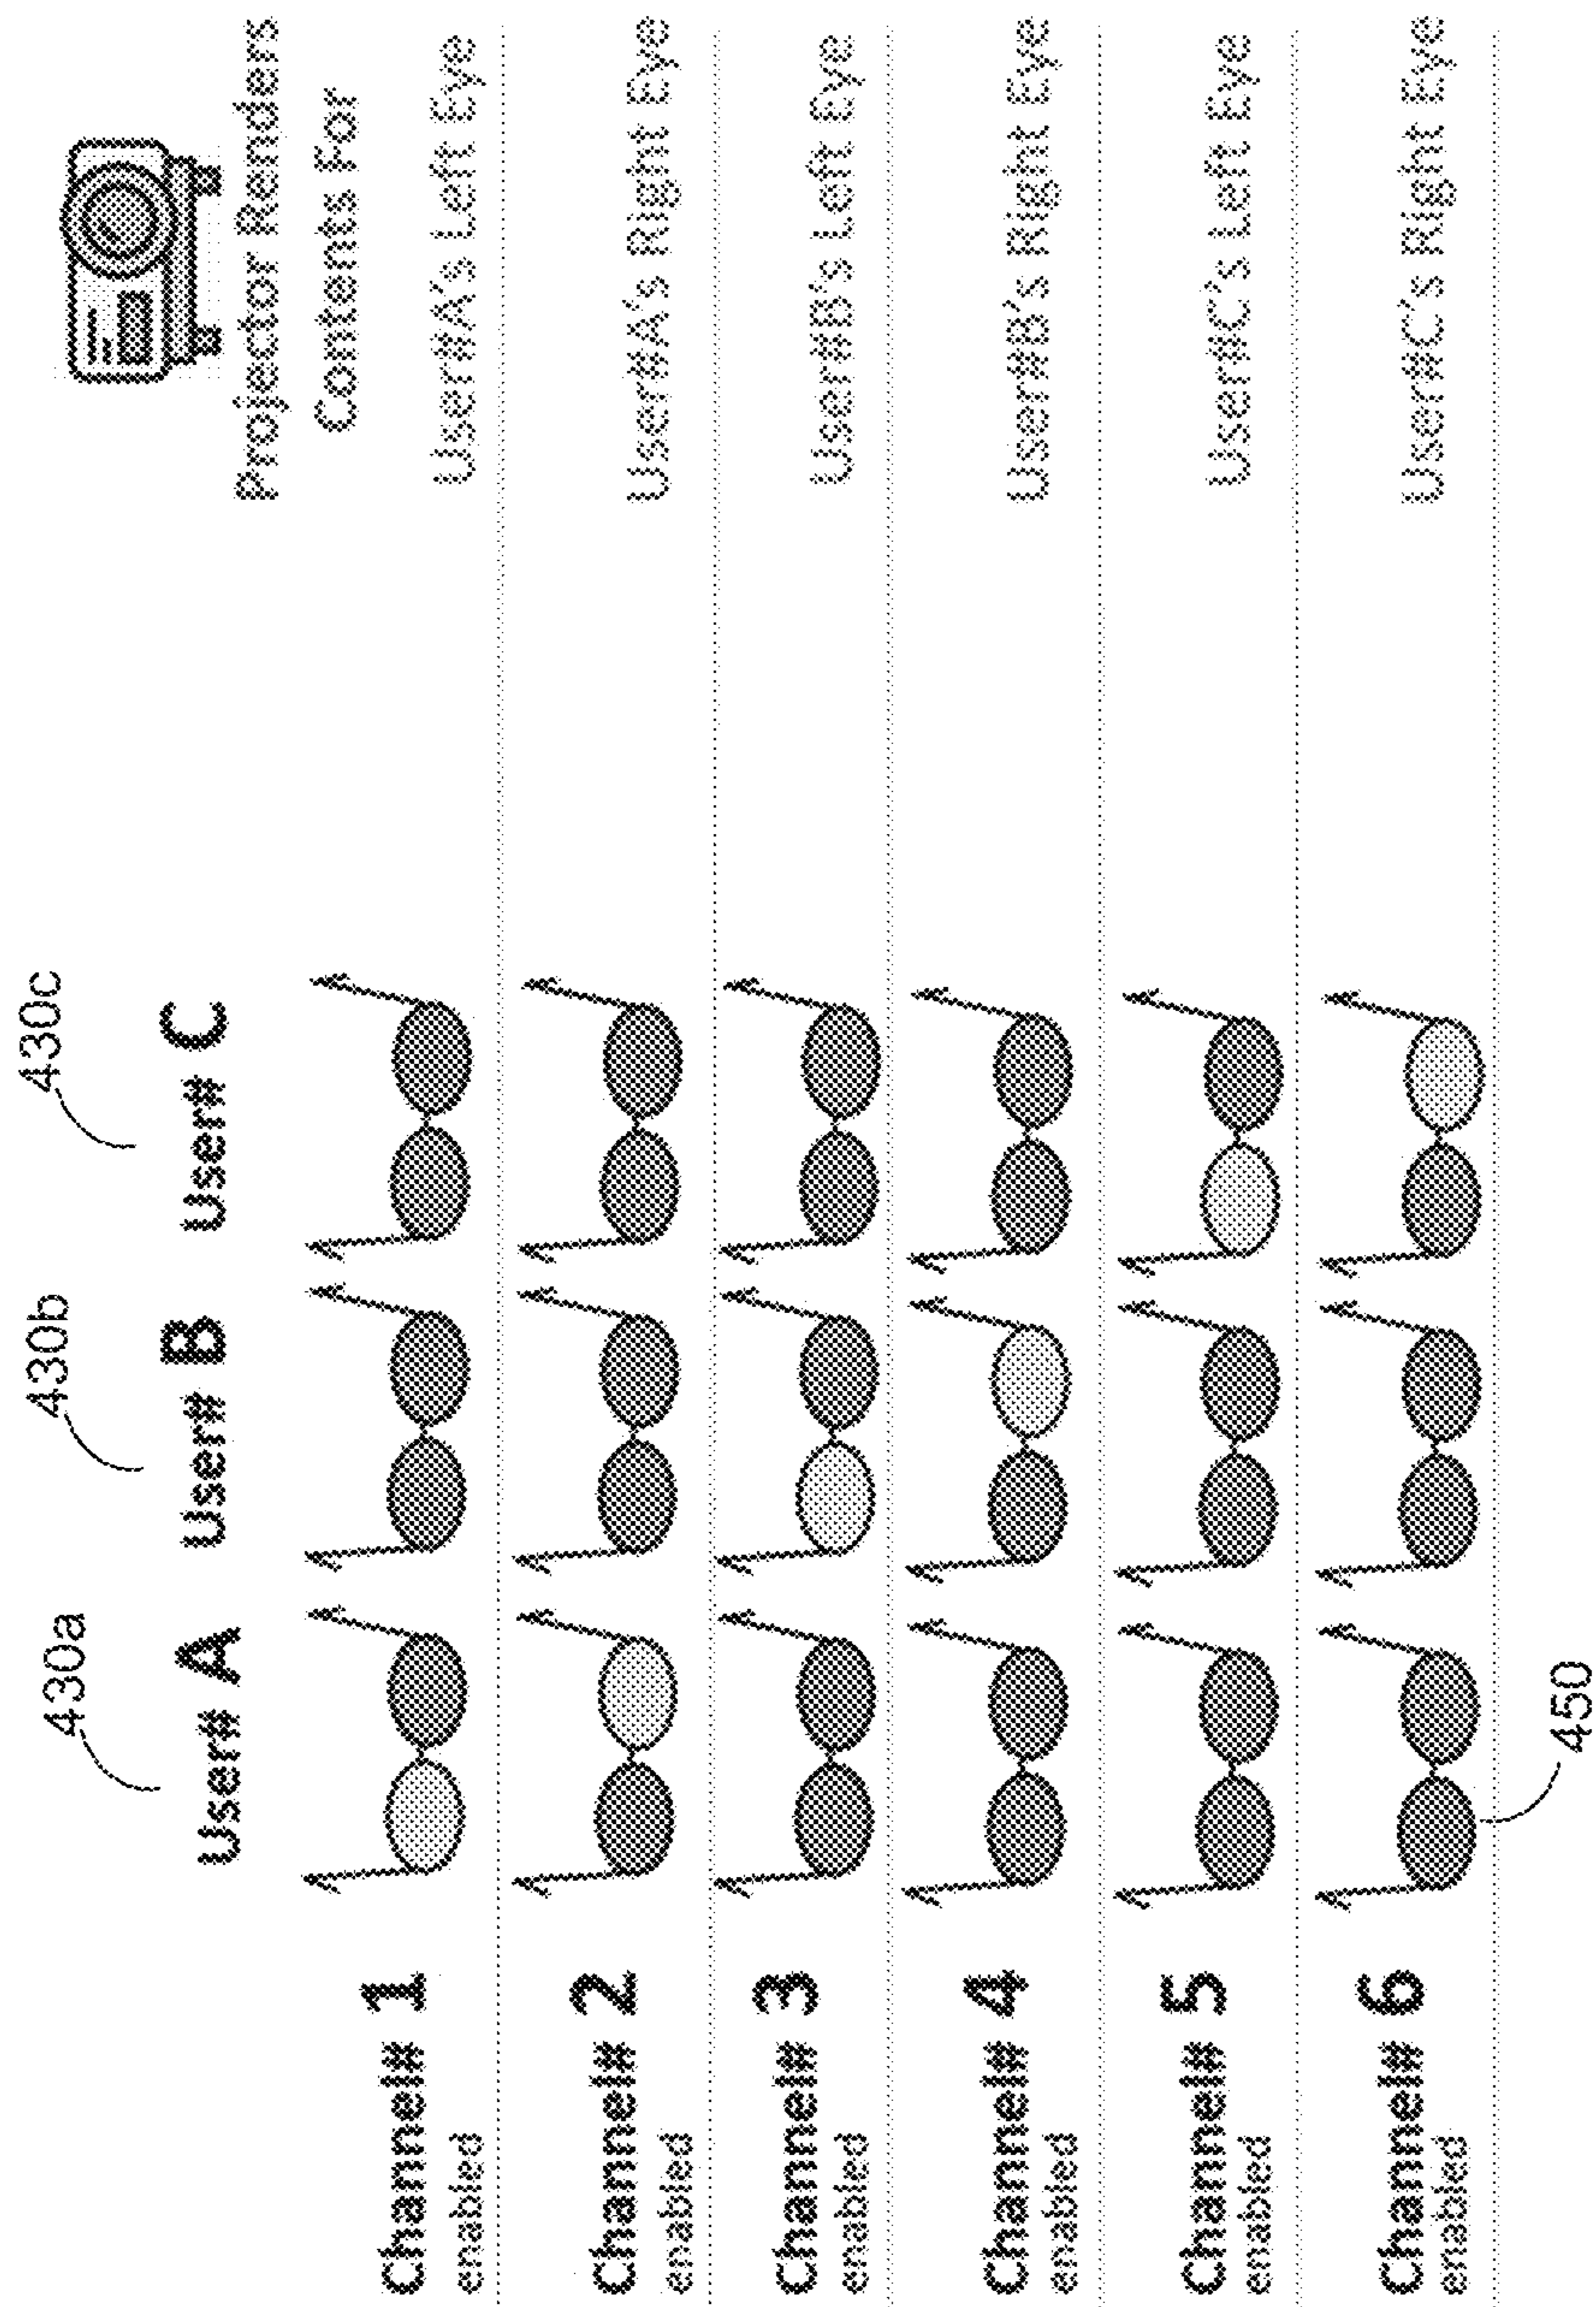 430a
430b
430c
User# A
User# B
User# C
Projector Renders
Contents For
Channel# 1
enabled
User#A's Left Eye
Channel# 2
enabled
User#A's Right Eye
Channel# 3
enabled
User#B's Left Eye
Channel# 4
enabled
User#B's Right Eye
Channel# 5
enabled
User#C's Left Eye
Channel# 6
enabled
User#C's Right Eye
450